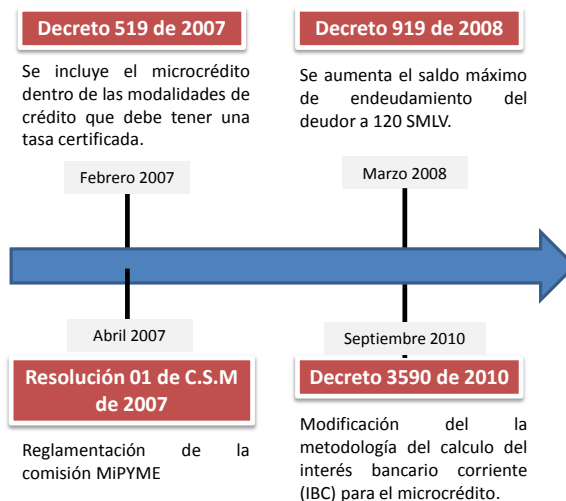 Decreto 519 de 2007
Se incluye el microcrédito
dentro de las modalidades de
crédito que debe tener una
tasa certificada.
Febrero 2007
Decreto 919 de 2008
Se aumenta el saldo máximo
de endeudamiento del
deudor a 120 SMLV.
Marzo 2008
Abril 2007
Resolución 01 de C.S.M
de 2007
Reglamentación de la
comisión MiPYME
Septiembre 2010
Decreto 3590 de 2010
Modificación del la
metodología del calculo del
interés bancario corriente
(IBC) para el microcrédito.